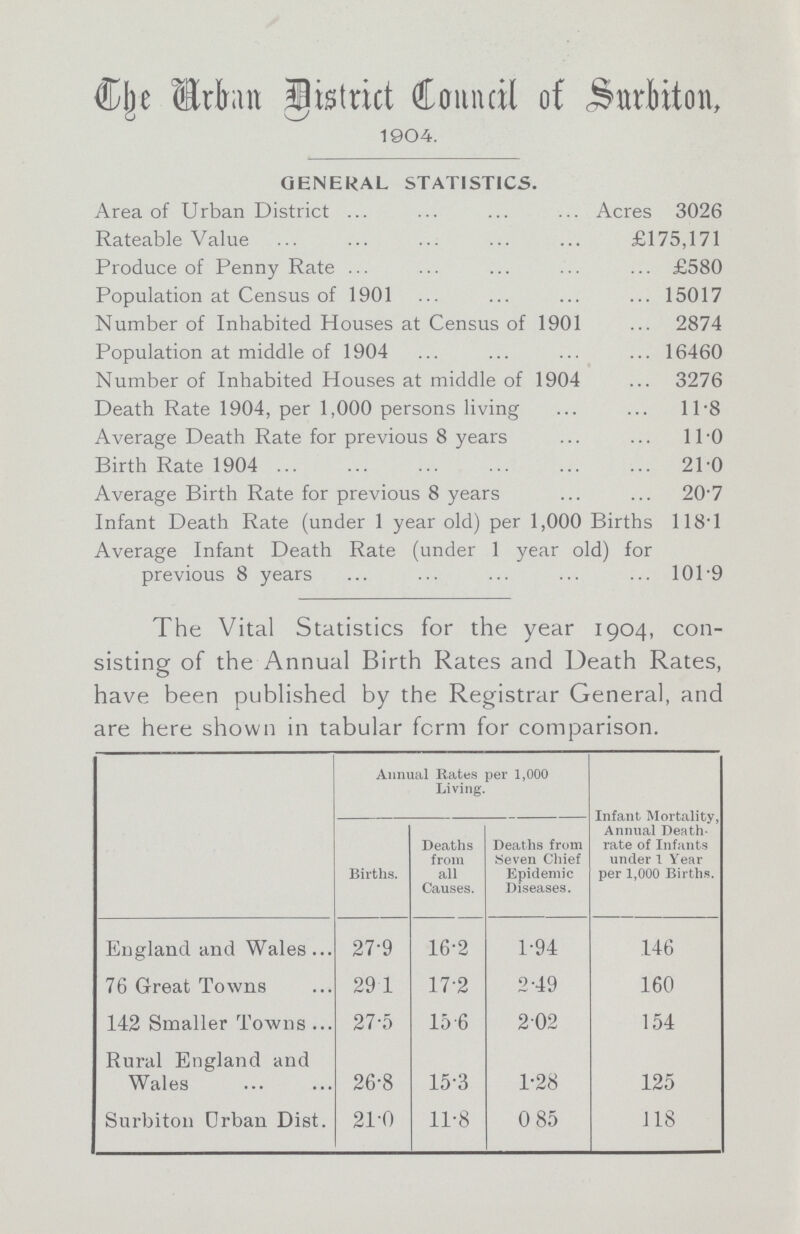 The Urban District Council of Surbiton,
1904.
GENERAL STATISTICS.
Area of Urban District ... ... ... ... Acres 3026
Rateable Value ... ... ... ... ... £175,171
Produce of Penny Rate ... ... ... ... ... £580
Population at Census of 1901 ... ... ... ... 15017
Number of Inhabited Houses at Census of 1901 ... 2874
Population at middle of 1904 ... ... ... ... 16460
Number of Inhabited Houses at middle of 1904 ... 3276
Death Rate 1904, per 1,000 persons living ... ... 11·8
Average Death Rate for previous 8 years ... ... 11·0
Birth Rate 1904 ... ... ... ... ... ... 21·0
Average Birth Rate for previous 8 years ... ... 20·7
Infant Death Rate (under 1 year old) per 1,000 Births 118·1
Average Infant Death Rate (under 1 year old) for
previous 8 years ... ... ... ... ... 101·9
The Vital Statistics for the year 1904, con-
sisting of the Annual Birth Rates and Death Rates,
have been published by the Registrar General, and
are here shown in tabular form for comparison.
Annual Rates per 1,000
Living.
Births.
Deaths
from
all
Causes.
Deaths from
Seven Chief
Epidemic
Diseases.
Infant Mortality,
Annual Death-
rate of Infants
under 1 Year
per 1,000 Births.
England and Wales ... 27·9 16·2 1·94 146
76 Great Towns ... 29 1 17·2 2·49 160
142 Smaller Towns ... 27·5 15·6 2·02 154
Rural England and
Wales ... ... 26·8 15·3 1·28 125
Surbiton Urban Dist. 21·0 11·8 0 85 118